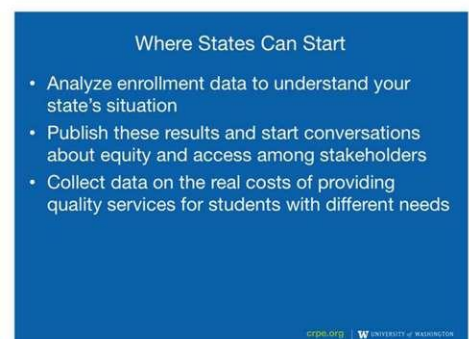 Where States Can Start
• Analyze enrollment data to understand your
state's situation
• Publish these results and start conversations
about equity and access among stakeholders
• Collect data on the real costs of providing
quality services for students with different needs
crpe.org | W UNIVERSITY of WASHINGTON